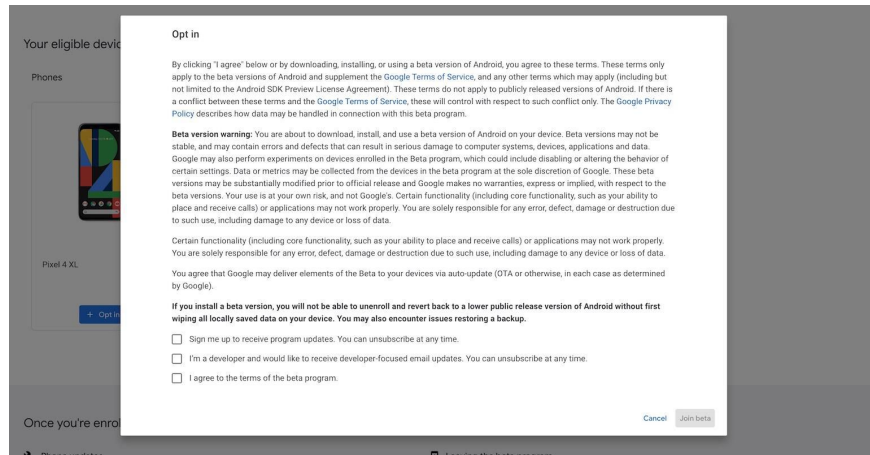 Your eligible devic
Phones
Pixel 4 XL
+ Opt in
Once you're enrol
Opt in
By clicking "I agree" below or by downloading, installing, or using a beta version of Android, you agree to these terms. These terms only
apply to the beta versions of Android and supplement the Google Terms of Service, and any other terms which may apply (including but
not limited to the Android SDK Preview License Agreement). These terms do not apply to publicly released versions of Android. If there is
a conflict between these terms and the Google Terms of Service, these will control with respect to such conflict only. The Google Privacy
Policy describes how data may be handled in connection with this beta program.
Beta version warning: You are about to download, install, and use a beta version of Android on your device. Beta versions may not be
stable, and may contain errors and defects that can result in serious damage to computer systems, devices, applications and data.
Google may also perform experiments on devices enrolled in the Beta program, which could include disabling or altering the behavior of
certain settings. Data or metrics may be collected from the devices in the beta program at the sole discretion of Google. These beta
versions may be substantially modified prior to official release and Google makes no warranties, express or implied, with respect to the
beta versions. Your use is at your own risk, and not Google's. Certain functionality (including core functionality, such as your ability to
place and receive calls) or applications may not work properly. You are solely responsible for any error, defect, damage or destruction due
to such use, including damage to any device or loss of data.
Certain functionality (including core functionality, such as your ability to place and receive calls) or applications may not work properly.
You are solely responsible for any error, defect, damage or destruction due to such use, including damage to any device or loss of data.
You agree that Google may deliver elements of the Beta to your devices via auto-update (OTA or otherwise, in each case as determined
by Google).
If you install a beta version, you will not be able to unenroll and revert back to a lower public release version of Android without first
wiping all locally saved data on your device. You may also encounter issues restoring a backup.
Sign me up to receive program updates. You can unsubscribe at any time.
I'm a developer and would like to receive developer-focused email updates. You can unsubscribe at any time.
I agree to the terms of the beta program.
Cancel Join beta